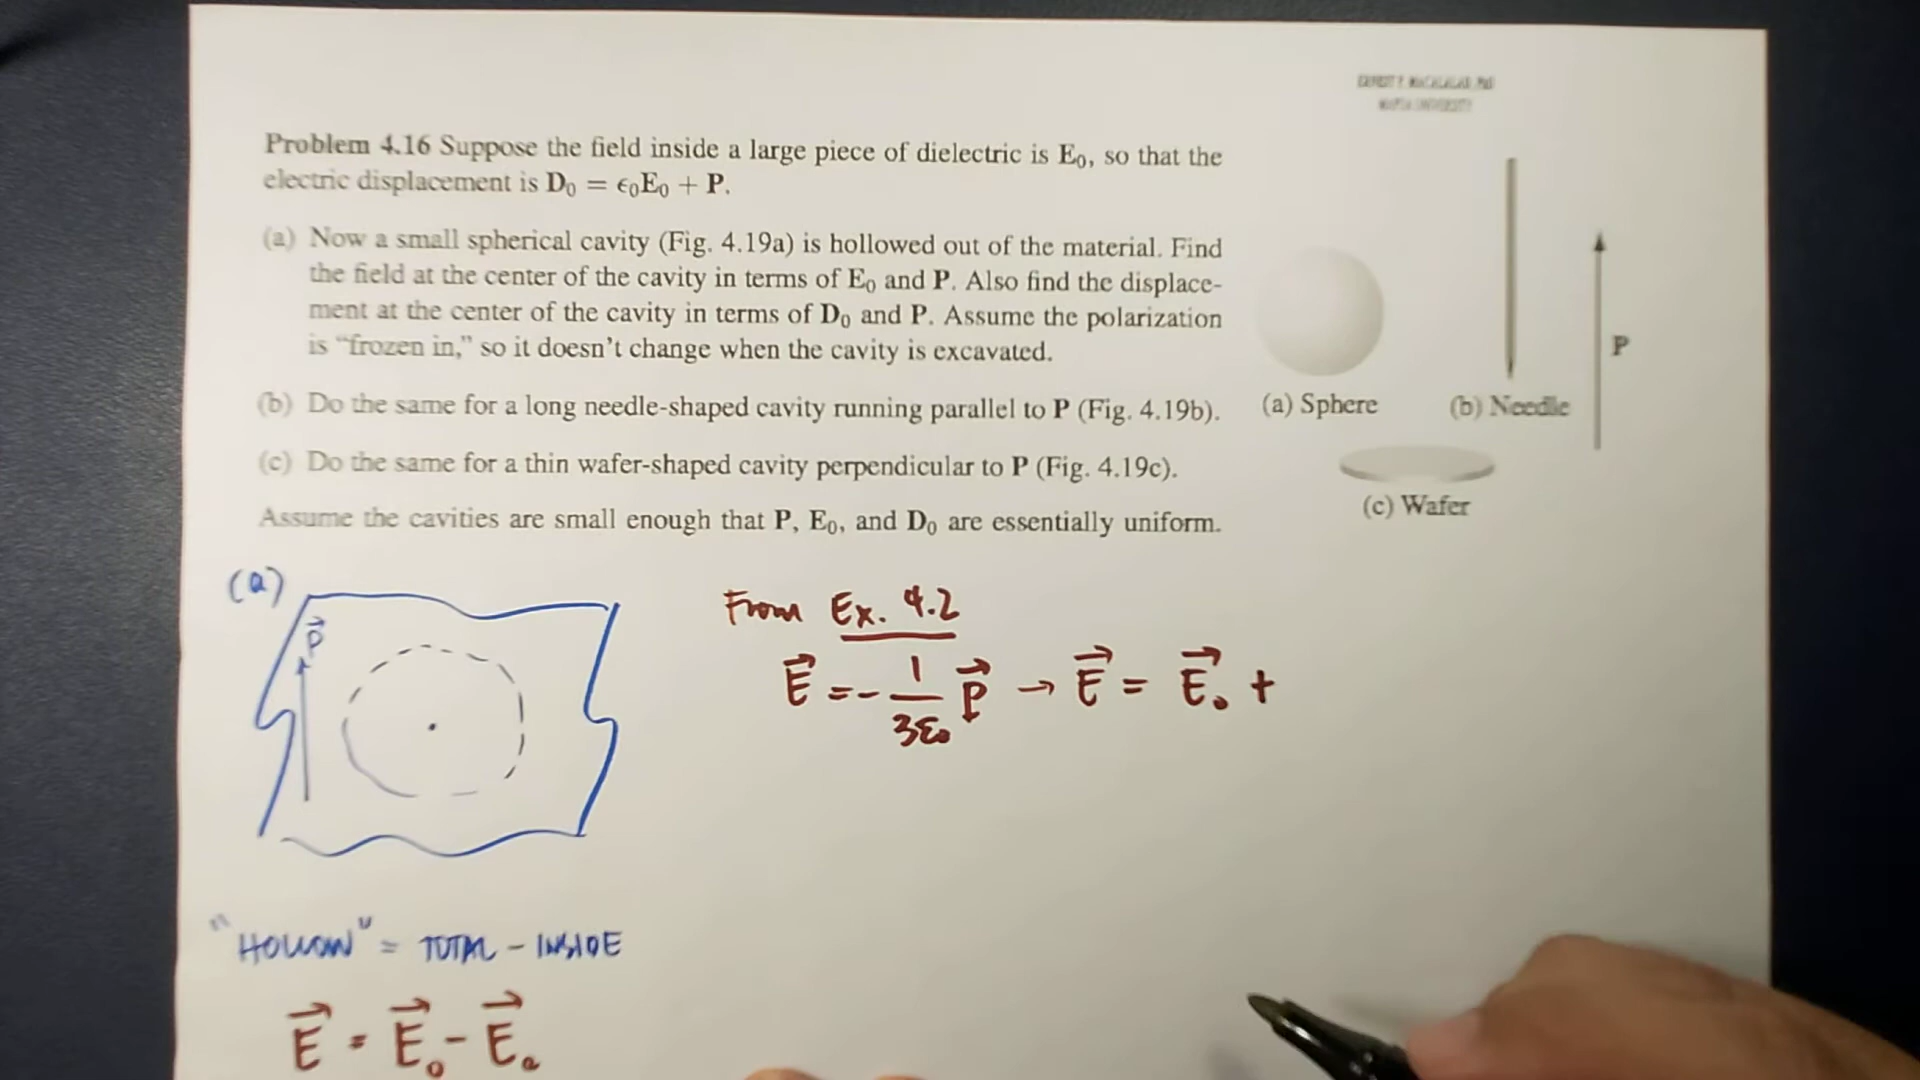 Problem 4.16 Suppose the field inside a large piece of dielectric is E₀, so that the
electric displacement is D₀ = ϵ₀E₀ + P.
(a) Now a small spherical cavity (Fig. 4.19a) is hollowed out of the material. Find
the field at the center of the cavity in terms of E₀ and P. Also find the displace-
ment at the center of the cavity in terms of D₀ and P. Assume the polarization
is “frozen in,” so it doesn’t change when the cavity is excavated.
(b) Do the same for a long needle-shaped cavity running parallel to P (Fig. 4.19b).
(c) Do the same for a thin wafer-shaped cavity perpendicular to P (Fig. 4.19c).
Assume the cavities are small enough that P, E₀, and D₀ are essentially uniform.
P
(a) Sphere
(b) Needle
(c) Wafer
(a)
P⃗
From Ex. 4.2
E⃗ = - 1/3ε₀ P⃗ → E⃗ = E⃗₀ +
"HOLLOW" = TOTAL - INSIDE
E⃗ = E⃗₀ - E⃗ₐ